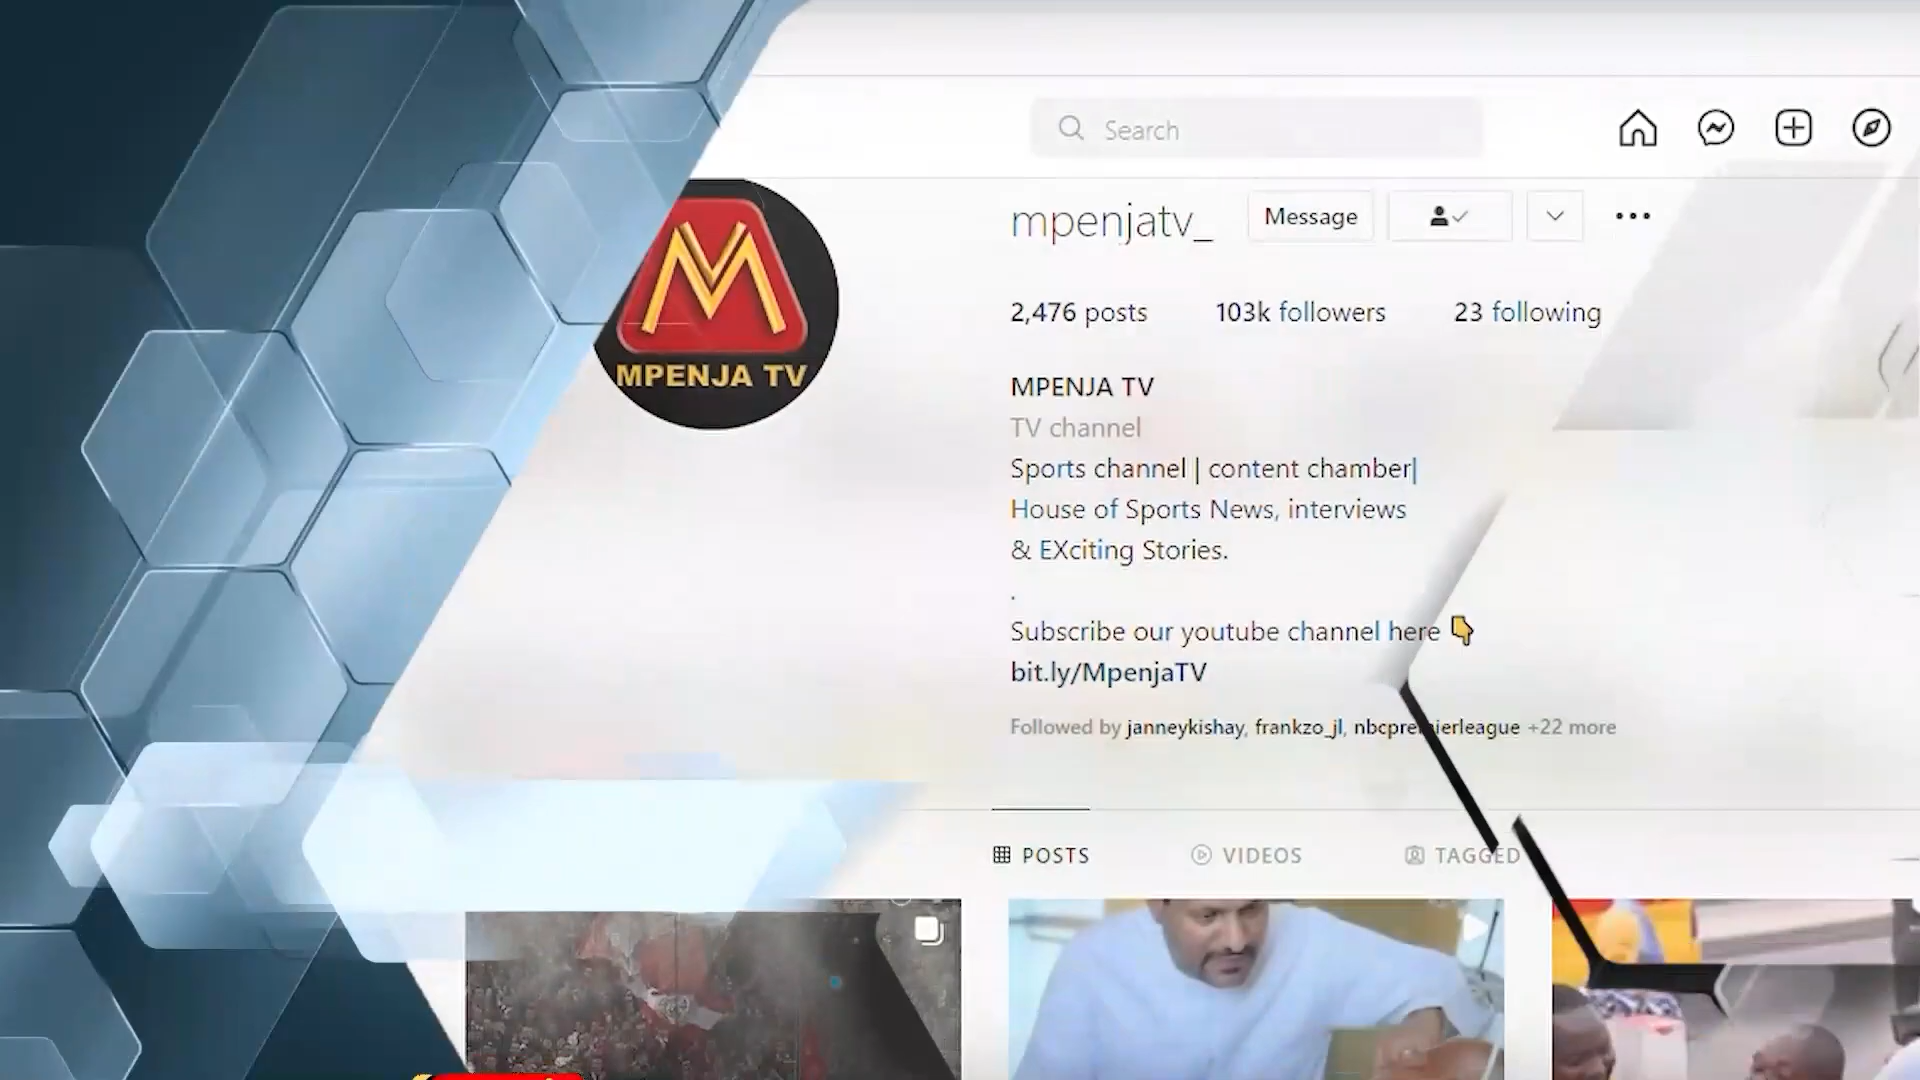 Search
MPENJA TV
mpenjatv_ Message
2,476 posts 103k followers 23 following
MPENJA TV
TV channel
Sports channel | content chamber|
House of Sports News, interviews
& EXciting Stories.
.
Subscribe our youtube channel here 👇
bit.ly/MpenjaTV
Followed by janneykishay, frankzo_jl, nbcpremierleague +22 more
POSTS VIDEOS TAGGED